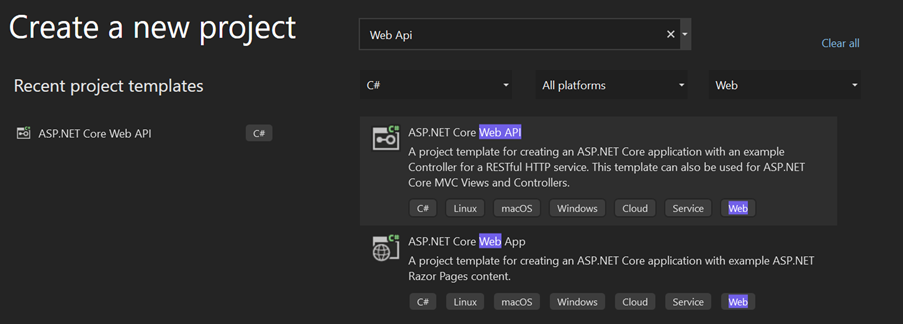 Create a new project
Web Api
Clear all
Recent project templates
C#
All platforms
Web
ASP.NET Core Web API
C#
ASP.NET Core Web API
A project template for creating an ASP.NET Core application with an example
Controller for a RESTful HTTP service. This template can also be used for ASP.NET
Core MVC Views and Controllers.
C# Linux macOS Windows Cloud Service Web
ASP.NET Core Web App
A project template for creating an ASP.NET Core application with example ASP.NET
Razor Pages content.
C# Linux macOS Windows Cloud Service Web